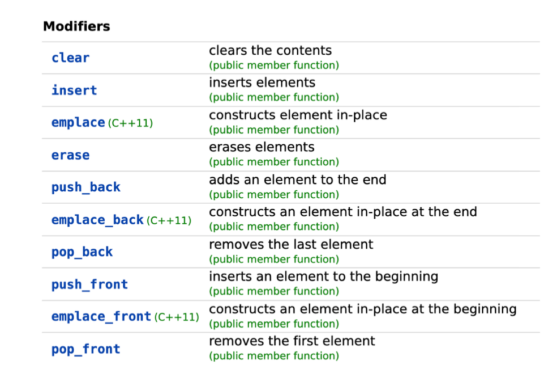 Modifiers
clear
clears the contents
(public member function)
insert
inserts elements
(public member function)
emplace (C++11)
constructs element in-place
(public member function)
erase
erases elements
(public member function)
push_back
adds an element to the end
(public member function)
emplace_back (C++11)
constructs an element in-place at the end
(public member function)
pop_back
removes the last element
(public member function)
push_front
inserts an element to the beginning
(public member function)
emplace_front (C++11)
constructs an element in-place at the beginning
(public member function)
pop_front
removes the first element
(public member function)